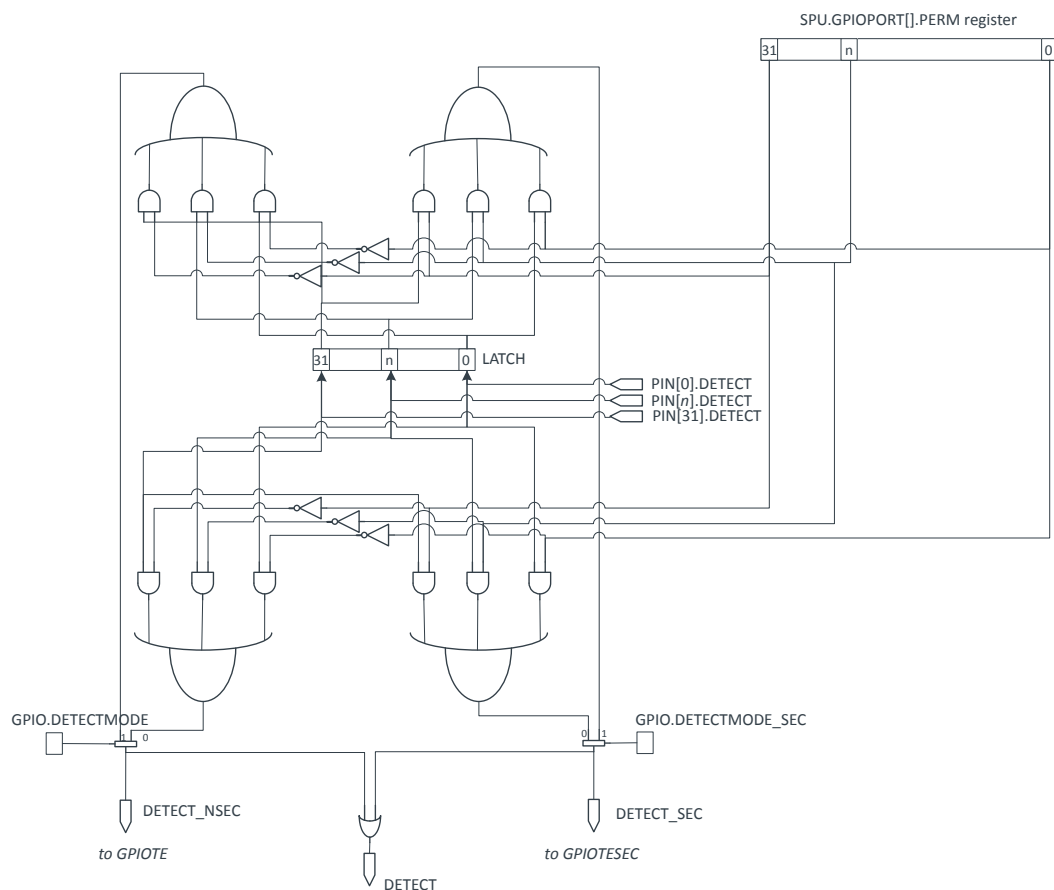 SPU.GPIOPORT[].PERM register
31 n 0
31 n 0 LATCH
PIN[0].DETECT
PIN[n].DETECT
PIN[31].DETECT
GPIO.DETECTMODE
1 0
0 1
GPIO.DETECTMODE_SEC
DETECT_NSEC
DETECT_SEC
to GPIOTE
to GPIOTESEC
DETECT